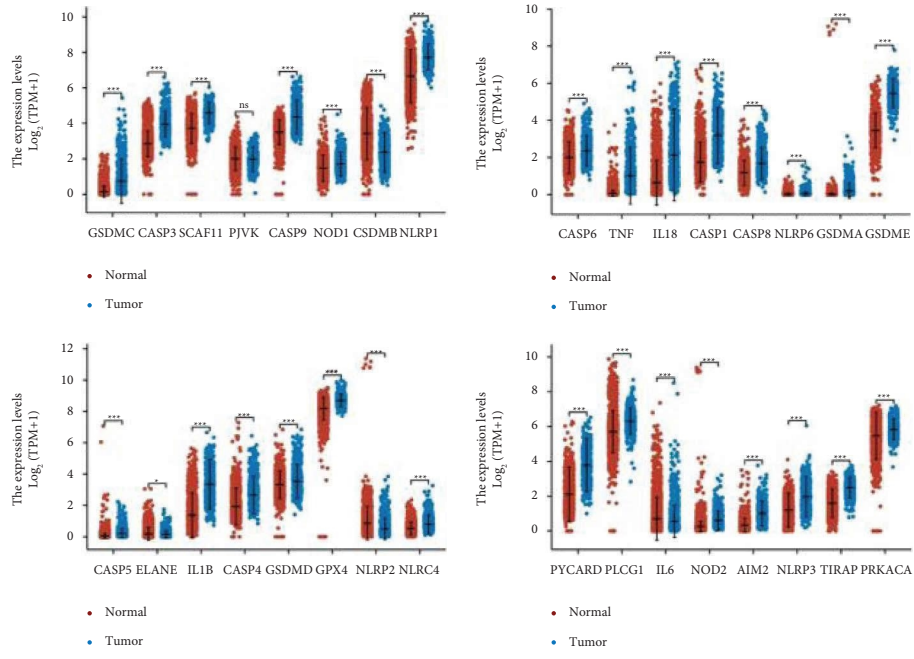 The expression levels
Log2 (TPM+1)
10
8
6
4
2
0
*** *** *** ns *** *** *** ***
GSDMC CASP3 SCAF11 PJVK CASP9 NOD1 CSDMB NLRP1
Normal
Tumor
The expression levels
Log2 (TPM+1)
10
8
6
4
2
0
*** *** *** *** *** *** *** ***
CASP6 TNF IL18 CASP1 CASP8 NLRP6 GSDMA GSDME
Normal
Tumor
The expression levels
Log2 (TPM+1)
12
10
8
6
4
2
0
*** * *** *** *** *** ***
CASP5 ELANE IL1B CASP4 GSDMD GPX4 NLRP2 NLRC4
Normal
Tumor
The expression levels
Log2 (TPM+1)
10
8
6
4
2
0
*** *** *** *** *** *** *** ***
PYCARD PLCG1 IL6 NOD2 AIM2 NLRP3 TIRAP PRKACA
Normal
Tumor